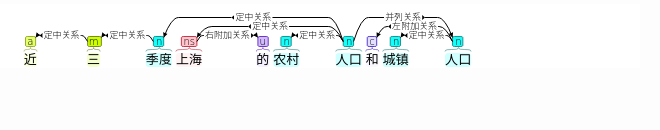 定中关系 并列关系
定中关系 左附加关系
定中关系 定中关系 右附加关系 定中关系 定中关系
a m n ns u n n c n n
近 三 季度 上海 的 农村 人口 和 城镇 人口